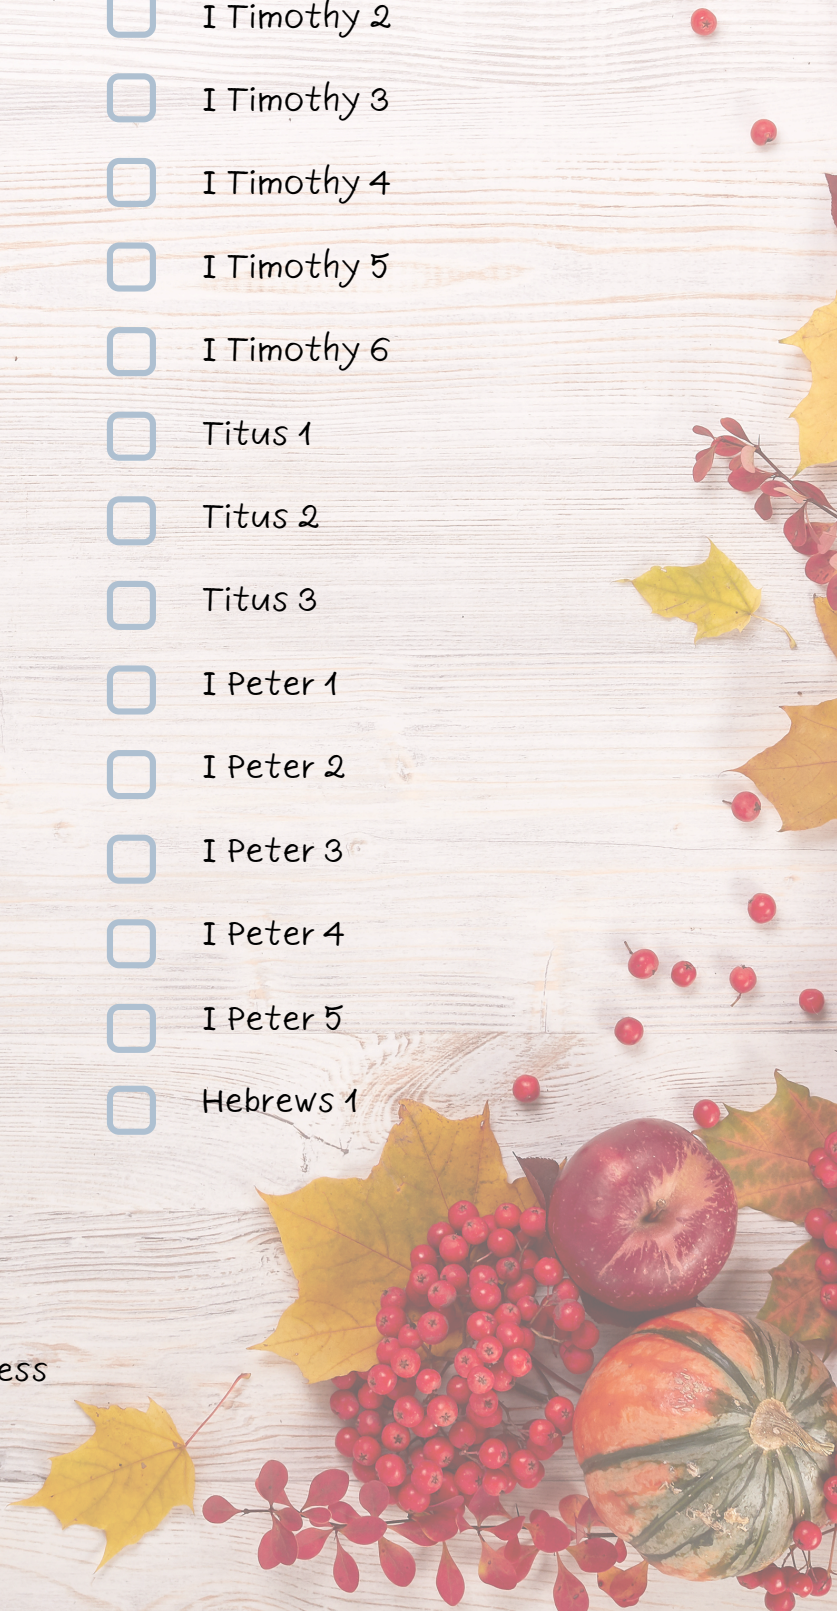 I Timothy 2
I Timothy 3
I Timothy 4
I Timothy 5
I Timothy 6
Titus 1
Titus 2
Titus 3
I Peter 1
I Peter 2
I Peter 3
I Peter 4
I Peter 5
Hebrews 1
ess